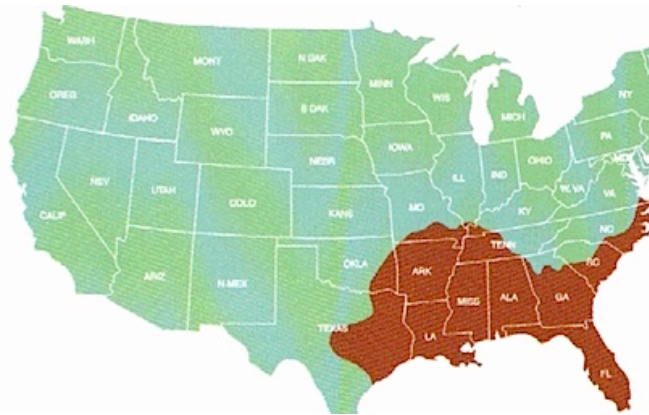 WASH
MONT
N DAK
MINN
OREG
IDAHO
WYO
S DAK
WIS
MICH
NY
NEBR
IOWA
PA
NEV
UTAH
COLO
KANS
MO
ILL
IND
OHIO
W. VA
VA
KY
CALIF
ARIZ
N MEX
OKLA
ARK
TENN
NC
SC
TEXAS
LA
MISS
ALA
GA
FL